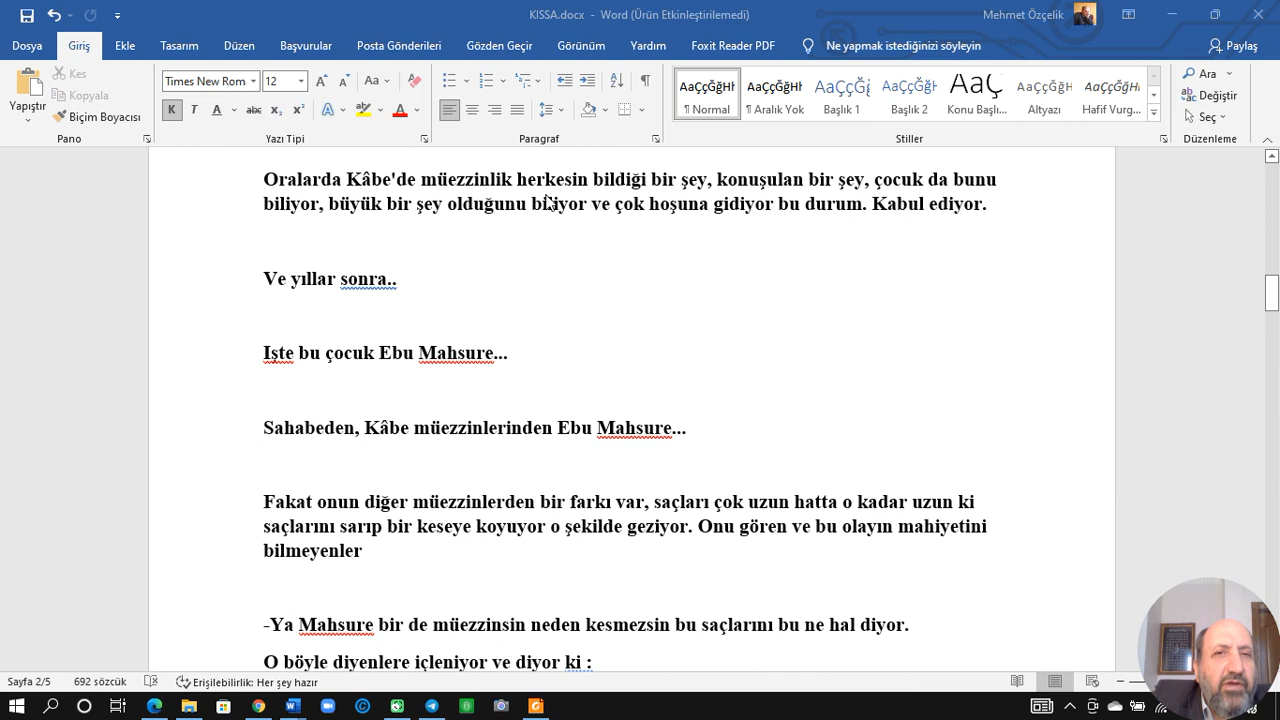 KISSA.docx - Word (Ürün Etkinleştirilemedi)
Mehmet Özçelik
Dosya Giriş Ekle Tasarım Düzen Başvurular Posta Gönderileri Gözden Geçir Görünüm Yardım Foxit Reader PDF Ne yapmak istediğinizi söyleyin Paylaş
Yapıştır
Kes
Kopyala
Biçim Boyacısı
Pano
Times New Rom 12
Yazı Tipi
Paragraf
AaÇçĞğHt AaÇçĞğHt AaÇçĞğ AaÇçĞğH AaÇ AaÇçĞğH AaÇçĞğHt
¶ Normal ¶ Aralık Yok Başlık 1 Başlık 2 Konu Başlı... Altyazı Hafif Vurg...
Stiller
Ara
Değiştir
Seç
Düzenleme
Oralarda Kâbe'de müezzinlik herkesin bildiği bir şey, konuşulan bir şey, çocuk da bunu
biliyor, büyük bir şey olduğunu biliyor ve çok hoşuna gidiyor bu durum. Kabul ediyor.
Ve yıllar sonra..
Işte bu çocuk Ebu Mahsure...
Sahabeden, Kâbe müezzinlerinden Ebu Mahsure...
Fakat onun diğer müezzinlerden bir farkı var, saçları çok uzun hatta o kadar uzun ki
saçlarını sarıp bir keseye koyuyor o şekilde geziyor. Onu gören ve bu olayın mahiyetini
bilmeyenler
-Ya Mahsure bir de müezzinsin neden kesmezsin bu saçlarını bu ne hal diyor.
O böyle diyenlere içleniyor ve diyor ki :
Sayfa 2/5 692 sözcük Erişilebilirlik: Her şey hazır